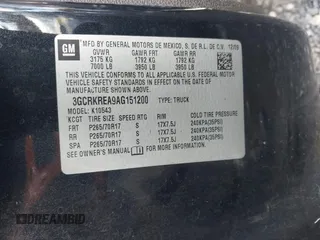 GM
MFD BY GENERAL MOTORS DE MEXICO, S. DE R.L. DE C.V. 12/09
GVWR GAWR FRT GAWR RR
3175 KG 1792 KG 1792 KG
7000 LB 3950 LB 3950 LB
THIS VEHICLE CONFORMS TO ALL APPLICABLE U.S. FEDERAL MOTOR VEHICLE SAFETY STANDARDS IN
EFFECT ON THE DATE OF MANUFACTURE SHOWN ABOVE.
3GCRKREA9AG151200 TYPE: TRUCK
MODEL: K10543
KCGT TIRE SIZE SPEED RTG RIM COLD TIRE PRESSURE
FRT P265/70R17 S 17X7.5J 240KPA(35PSI)
RR P265/70R17 S 17X7.5J 240KPA(35PSI)
SPA P265/70R17 S 17X7.5J 240KPA(35PSI)
SEE OWNER'S MANUAL FOR ADDITIONAL INFORMATION.
DREAMBID